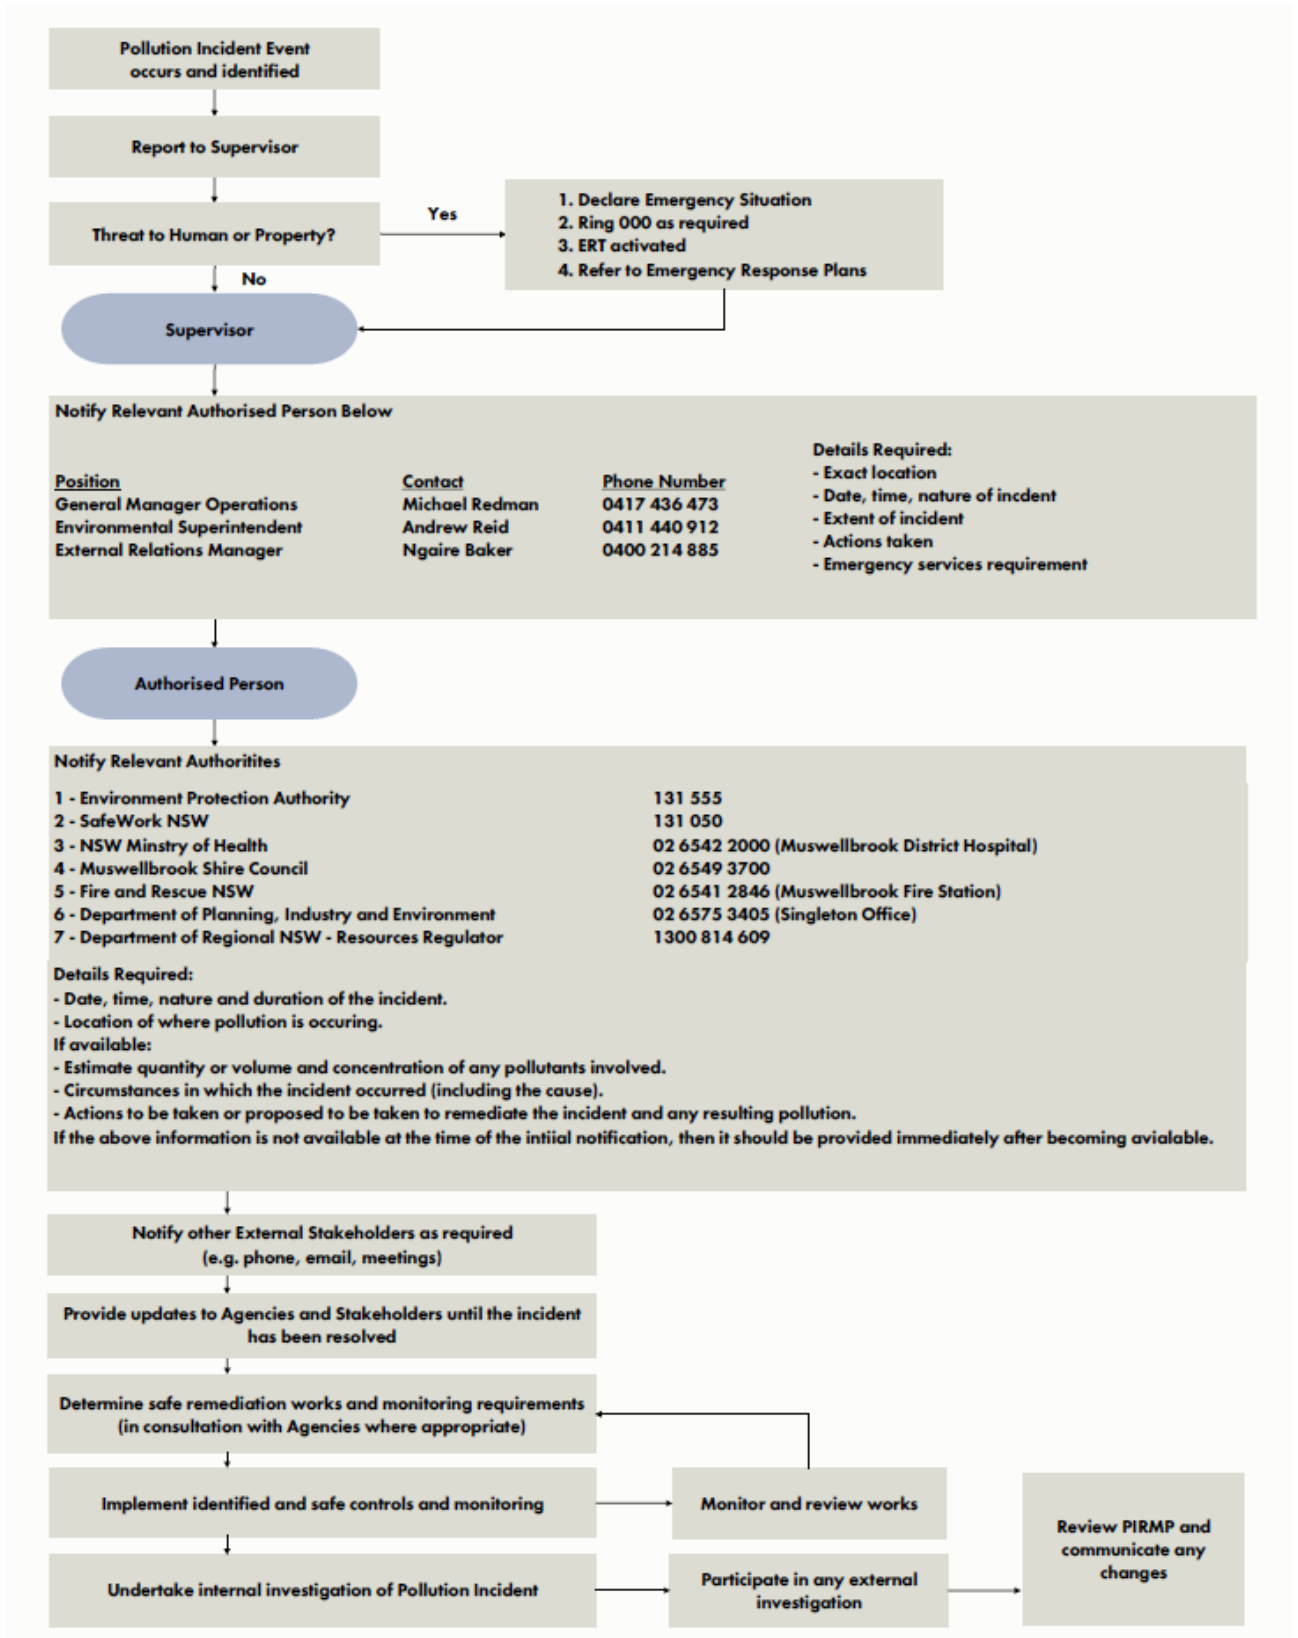 Pollution Incident Event
occurs and identified
Report to Supervisor
Threat to Human or Property?
Yes
1. Declare Emergency Situation
2. Ring 000 as required
3. ERT activated
4. Refer to Emergency Response Plans
No
Supervisor
Notify Relevant Authorised Person Below
Position Contact Phone Number
General Manager Operations Michael Redman 0417 436 473
Environmental Superintendent Andrew Reid 0411 440 912
External Relations Manager Ngaire Baker 0400 214 885
Details Required:
- Exact location
- Date, time, nature of incdent
- Extent of incident
- Actions taken
- Emergency services requirement
Authorised Person
Notify Relevant Authoritites
1 - Environment Protection Authority 131 555
2 - SafeWork NSW 131 050
3 - NSW Minstry of Health 02 6542 2000 (Muswellbrook District Hospital)
4 - Muswellbrook Shire Council 02 6549 3700
5 - Fire and Rescue NSW 02 6541 2846 (Muswellbrook Fire Station)
6 - Department of Planning, Industry and Environment 02 6575 3405 (Singleton Office)
7 - Department of Regional NSW - Resources Regulator 1300 814 609
Details Required:
- Date, time, nature and duration of the incident.
- Location of where pollution is occuring.
If available:
- Estimate quantity or volume and concentration of any pollutants involved.
- Circumstances in which the incident occurred (including the cause).
- Actions to be taken or proposed to be taken to remediate the incident and any resulting pollution.
If the above information is not available at the time of the intiial notification, then it should be provided immediately after becoming avialable.
Notify other External Stakeholders as required
(e.g. phone, email, meetings)
Provide updates to Agencies and Stakeholders until the incident
has been resolved
Determine safe remediation works and monitoring requirements
(in consultation with Agencies where appropriate)
Implement identified and safe controls and monitoring
Monitor and review works
Undertake internal investigation of Pollution Incident
Participate in any external
investigation
Review PIRMP and
communicate any
changes